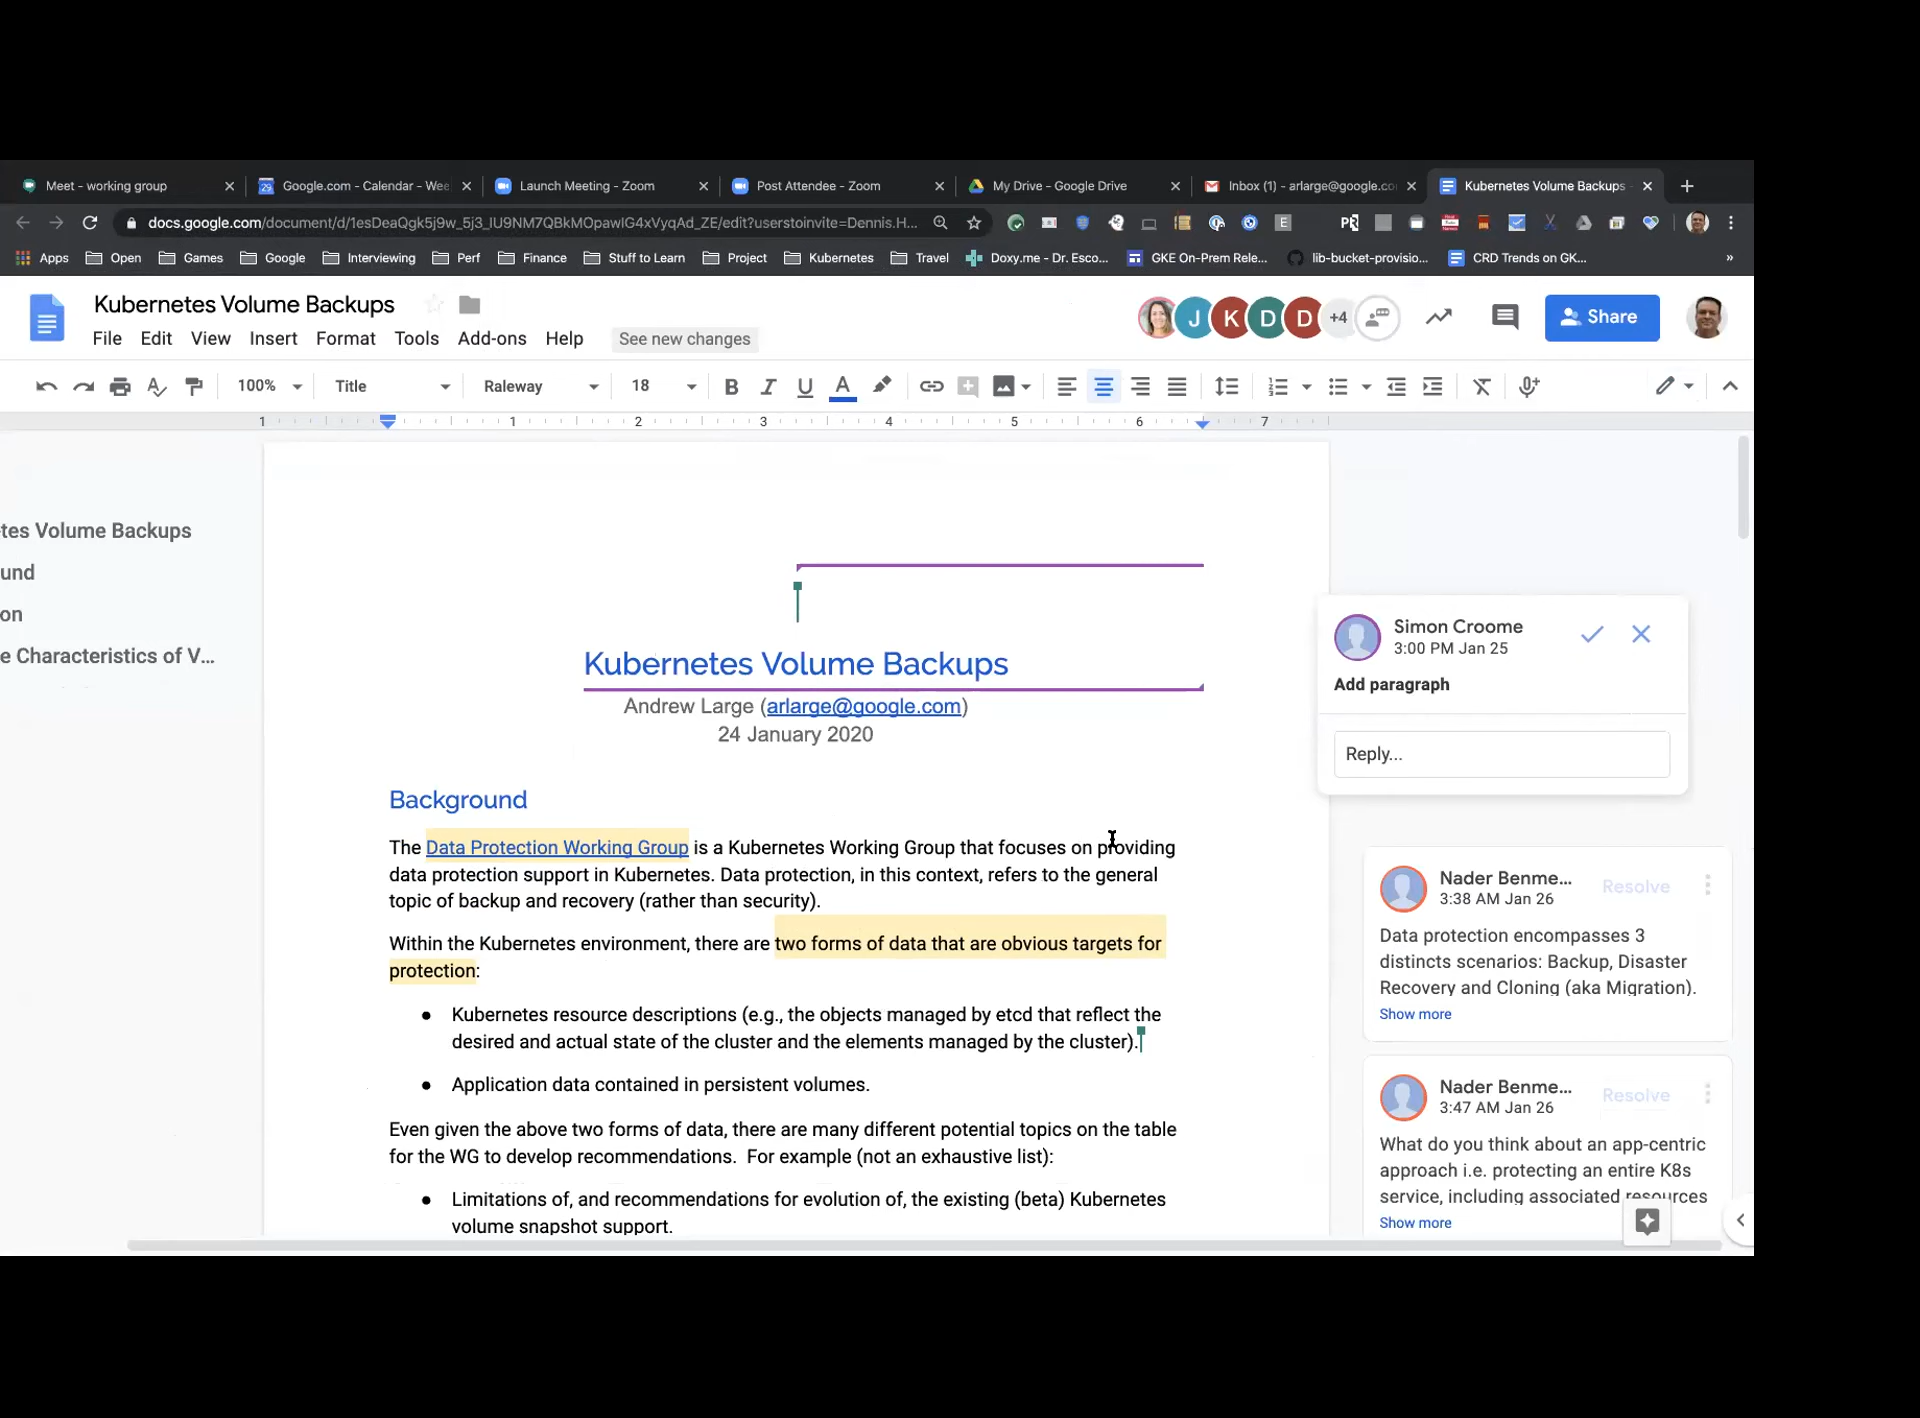 Meet - working group
Google.com - Calendar - Wee
Launch Meeting - Zoom
Post Attendee - Zoom
My Drive - Google Drive
Inbox (1) - arlarge@google.co
Kubernetes Volume Backups
docs.google.com/document/d/1esDeaQgk5j9w_5j3_IU9NM7QBkMOpawIG4xVyqAd_ZE/edit?userstoinvite=Dennis.H...
Apps Open Games Google Interviewing Perf Finance Stuff to Learn Project Kubernetes Travel Doxy.me - Dr. Esco... GKE On-Prem Rele... lib-bucket-provisio... CRD Trends on GK... »
Kubernetes Volume Backups
J K D D +4
Share
File Edit View Insert Format Tools Add-ons Help See new changes
100% Title Raleway 18 B I U A
1 1 2 3 4 5 6 7
tes Volume Backups
und
on
e Characteristics of V...
Kubernetes Volume Backups
Andrew Large (arlarge@google.com)
24 January 2020
Background
The Data Protection Working Group is a Kubernetes Working Group that focuses on providing
data protection support in Kubernetes. Data protection, in this context, refers to the general
topic of backup and recovery (rather than security).
Within the Kubernetes environment, there are two forms of data that are obvious targets for
protection:
● Kubernetes resource descriptions (e.g., the objects managed by etcd that reflect the
desired and actual state of the cluster and the elements managed by the cluster).
● Application data contained in persistent volumes.
Even given the above two forms of data, there are many different potential topics on the table
for the WG to develop recommendations.  For example (not an exhaustive list):
● Limitations of, and recommendations for evolution of, the existing (beta) Kubernetes
volume snapshot support.
Simon Croome
3:00 PM Jan 25
Add paragraph
Reply...
Nader Benme...
Resolve
3:38 AM Jan 26
Data protection encompasses 3
distincts scenarios: Backup, Disaster
Recovery and Cloning (aka Migration).
Show more
Nader Benme...
Resolve
3:47 AM Jan 26
What do you think about an app-centric
approach i.e. protecting an entire K8s
service, including associated resources
Show more